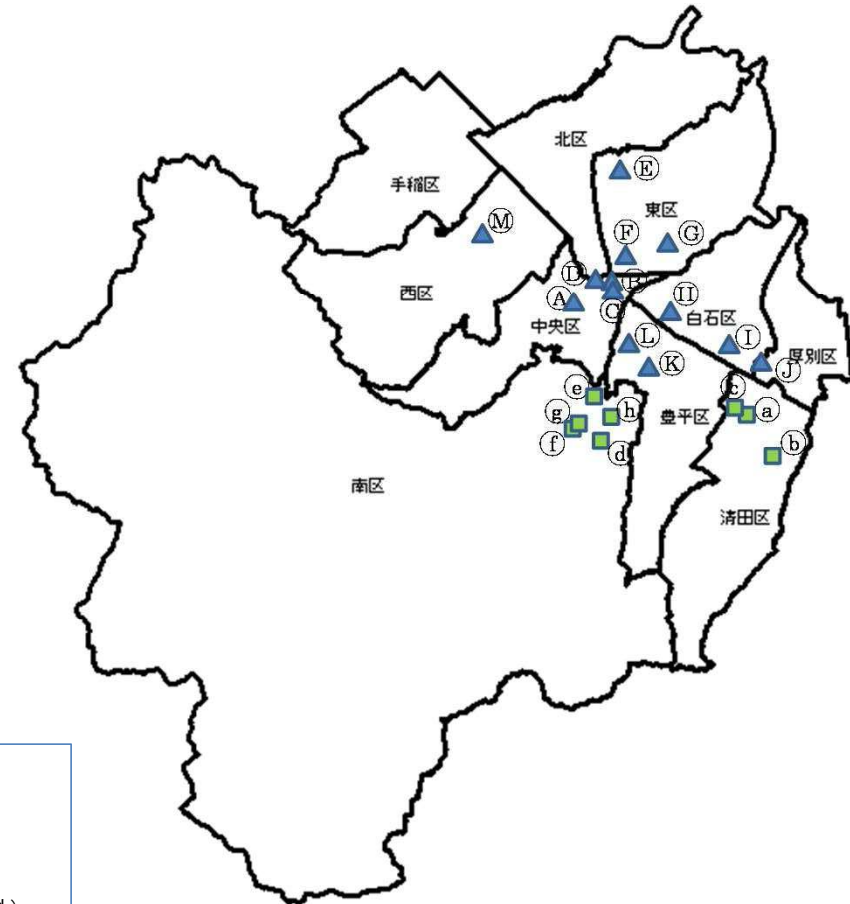 北区
Ⓔ
手稲区
東区
Ⓜ
Ⓕ
Ⓖ
Ⓓ
Ⓑ
西区
Ⓐ
Ⓒ
Ⓗ
中央区
白石区
Ⓛ
Ⓘ
厚別区
Ⓚ
Ⓙ
ⓔ
ⓒ
ⓖ
ⓗ
豊平区
ⓐ
ⓕ
ⓓ
ⓑ
南区
清田区